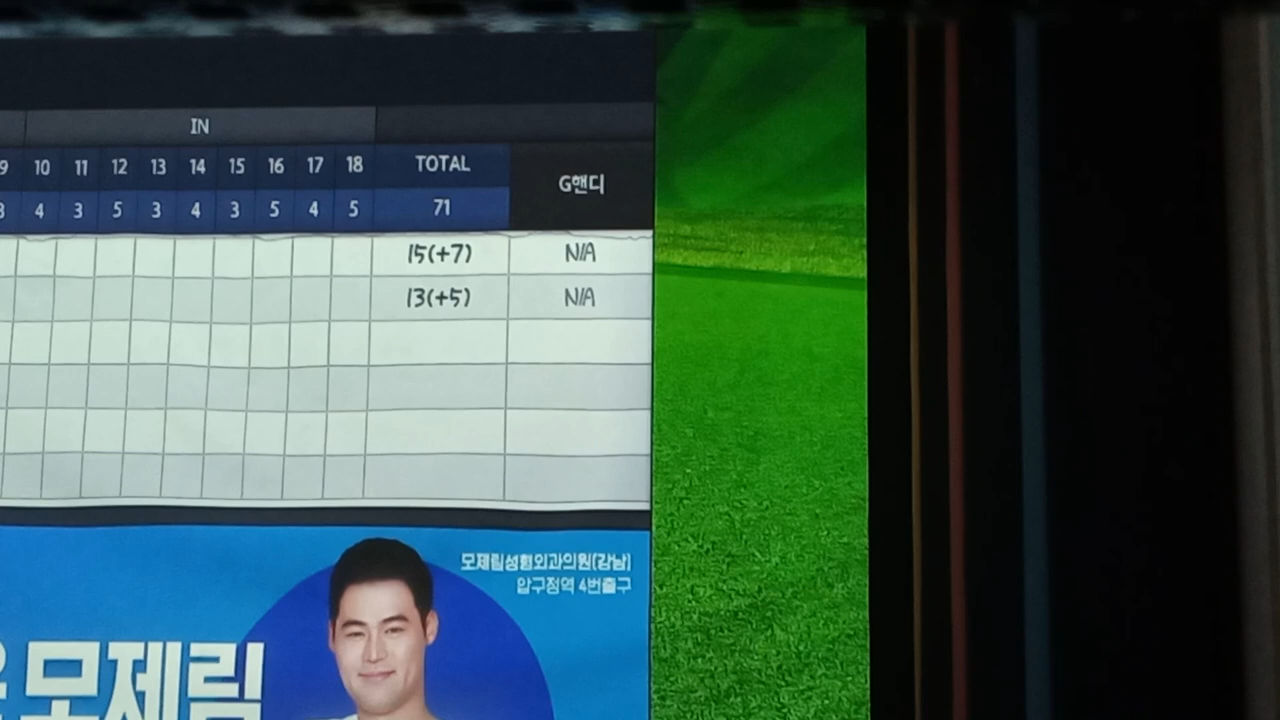 IN
9 10 11 12 13 14 15 16 17 18 TOTAL G핸디
3 4 3 5 3 4 3 5 4 5 71
15(+7) N/A
13(+5) N/A
모제림성형외과의원(강남)
압구정역 4번출구
모제림